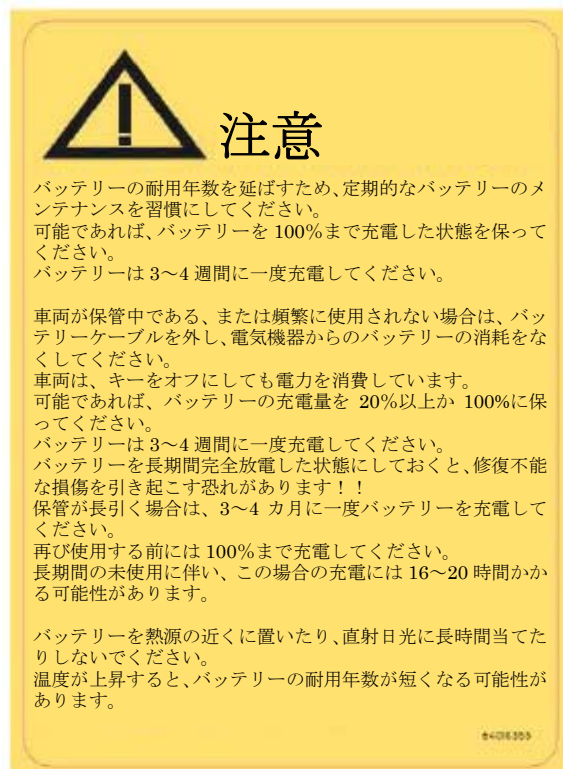 注意
バッテリーの耐用年数を延ばすため、定期的なバッテリーのメ
ンテナンスを習慣にしてください。
可能であれば、バッテリーを 100%まで充電した状態を保って
ください。
バッテリーは 3～4 週間に一度充電してください。
車両が保管中である、または頻繁に使用されない場合は、バッ
テリーケーブルを外し、電気機器からのバッテリーの消耗をな
くしてください。
車両は、キーをオフにしても電力を消費しています。
可能であれば、バッテリーの充電量を 20%以上か 100%に保
ってください。
バッテリーは 3～4 週間に一度充電してください。
バッテリーを長期間完全放電した状態にしておくと、修復不能
な損傷を引き起こす恐れがあります！！
保管が長引く場合は、3～4 カ月に一度バッテリーを充電して
ください。
再び使用する前には 100%まで充電してください。
長期間の未使用に伴い、この場合の充電には 16～20 時間かか
る可能性があります。
バッテリーを熱源の近くに置いたり、直射日光に長時間当てた
りしないでください。
温度が上昇すると、バッテリーの耐用年数が短くなる可能性が
あります。